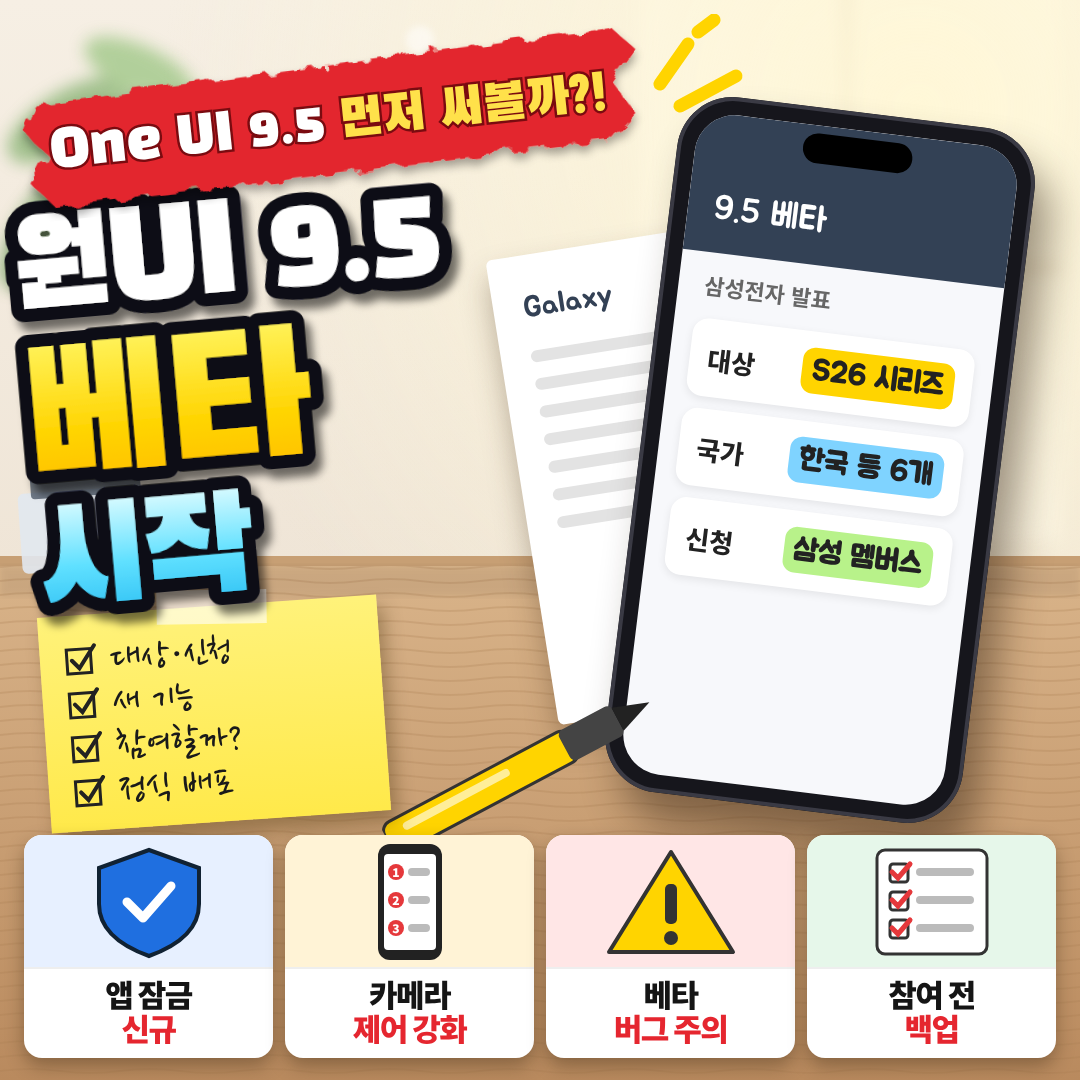 One UI 9.5 먼저 써볼까?!
원UI 9.5
베타
시작
Galaxy
9.5 베타
삼성전자 발표
대상 S26 시리즈
국가 한국 등 6개
신청 삼성 멤버스
대상·신청
새 기능
참여할까?
정식 배포
1
2
3
앱 잠금
신규
카메라
제어 강화
베타
버그 주의
참여 전
백업